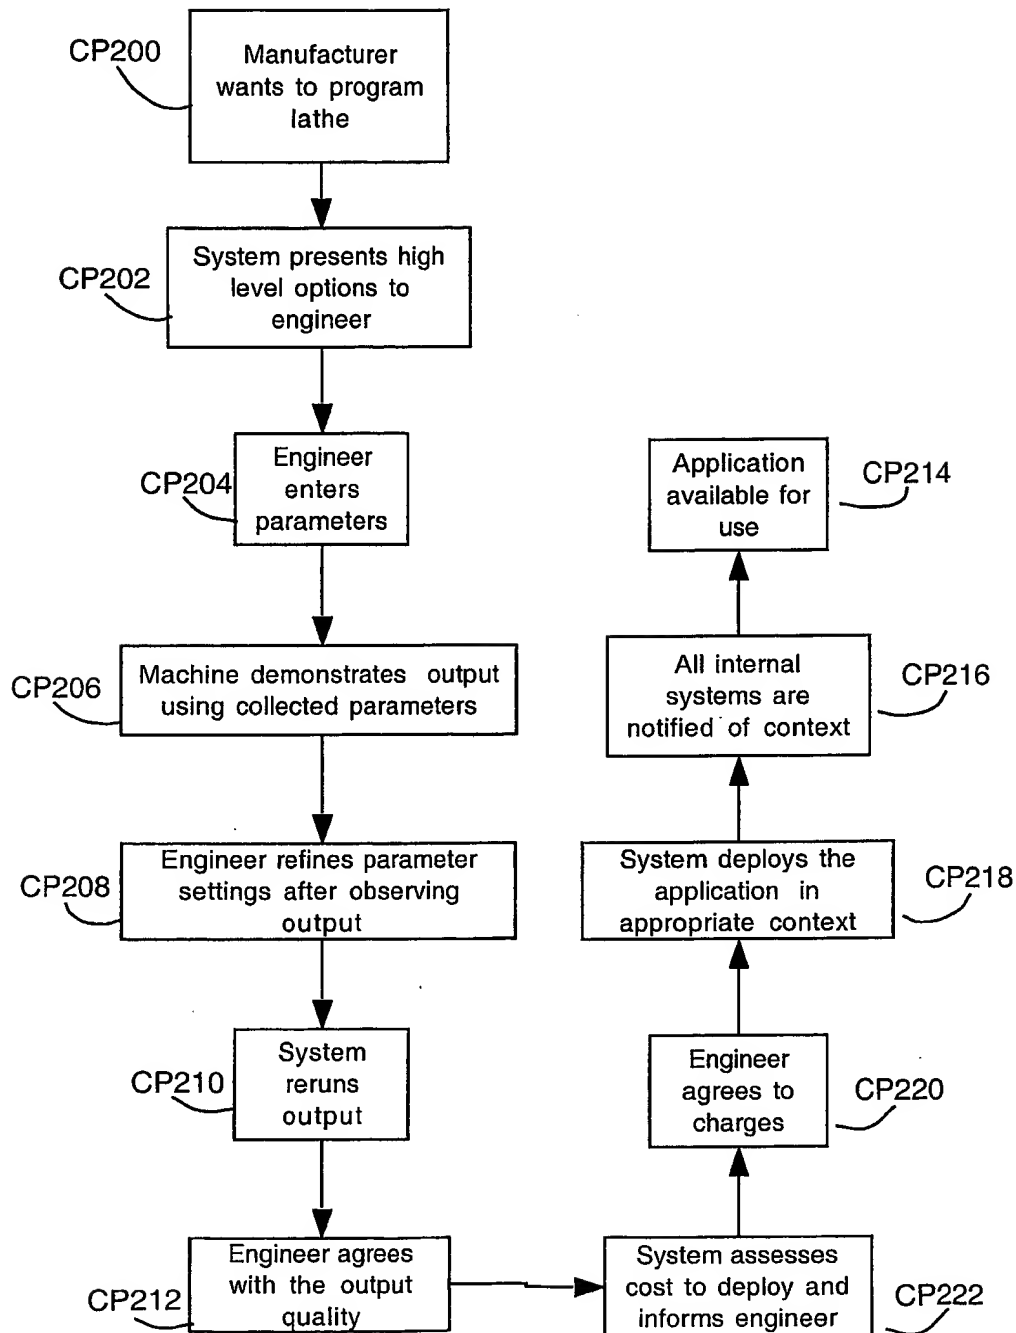 CP200
Manufacturer
wants to program
lathe
CP202
System presents high
level options to
engineer
CP204
Engineer
enters
parameters
CP206
Machine demonstrates output
using collected parameters
CP208
Engineer refines parameter
settings after observing
output
CP210
System
reruns
output
CP212
Engineer agrees
with the output
quality
System assesses
cost to deploy and
informs engineer
CP222
Engineer
agrees to
charges
CP220
System deploys the
application in
appropriate context
CP218
All internal
systems are
notified of context
CP216
Application
available for
use
CP214